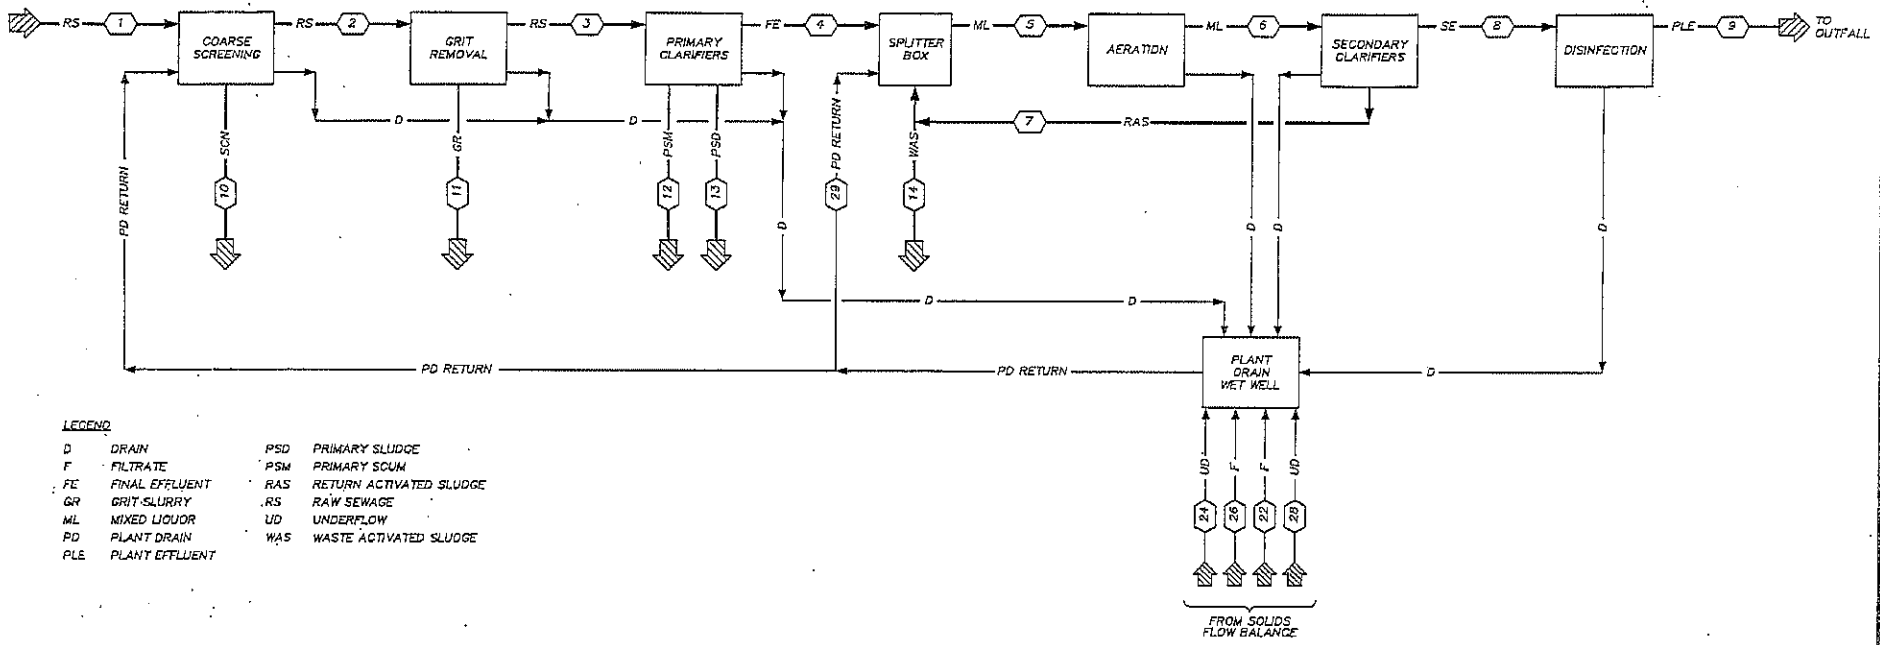 RS 1 RS 2 RS 3 FE 4 ML 5 ML 6 SE 8 PLE 9 TO
OUTFALL
COARSE
SCREENING
GRIT
REMOVAL
PRIMARY
CLARIFIERS
SPLITTER
BOX
AERATION
SECONDARY
CLARIFIERS
DISINFECTION
D
D
7 RAS
PD RETURN
SCN
10
GR
11
PSM
12
PSD
13
D
PD RETURN
29
WAS
14
D
D
D
D D
PD RETURN
PD RETURN
PLANT
DRAIN
WET WELL
D
UD
24
F
26
F
22
UD
28
FROM SOLIDS
FLOW BALANCE
LEGEND
D DRAIN
F FILTRATE
FE FINAL EFFLUENT
GR GRIT SLURRY
ML MIXED LIQUOR
PD PLANT DRAIN
PLE PLANT EFFLUENT
PSD PRIMARY SLUDGE
PSM PRIMARY SCUM
RAS RETURN ACTIVATED SLUDGE
RS RAW SEWAGE
UD UNDERFLOW
WAS WASTE ACTIVATED SLUDGE